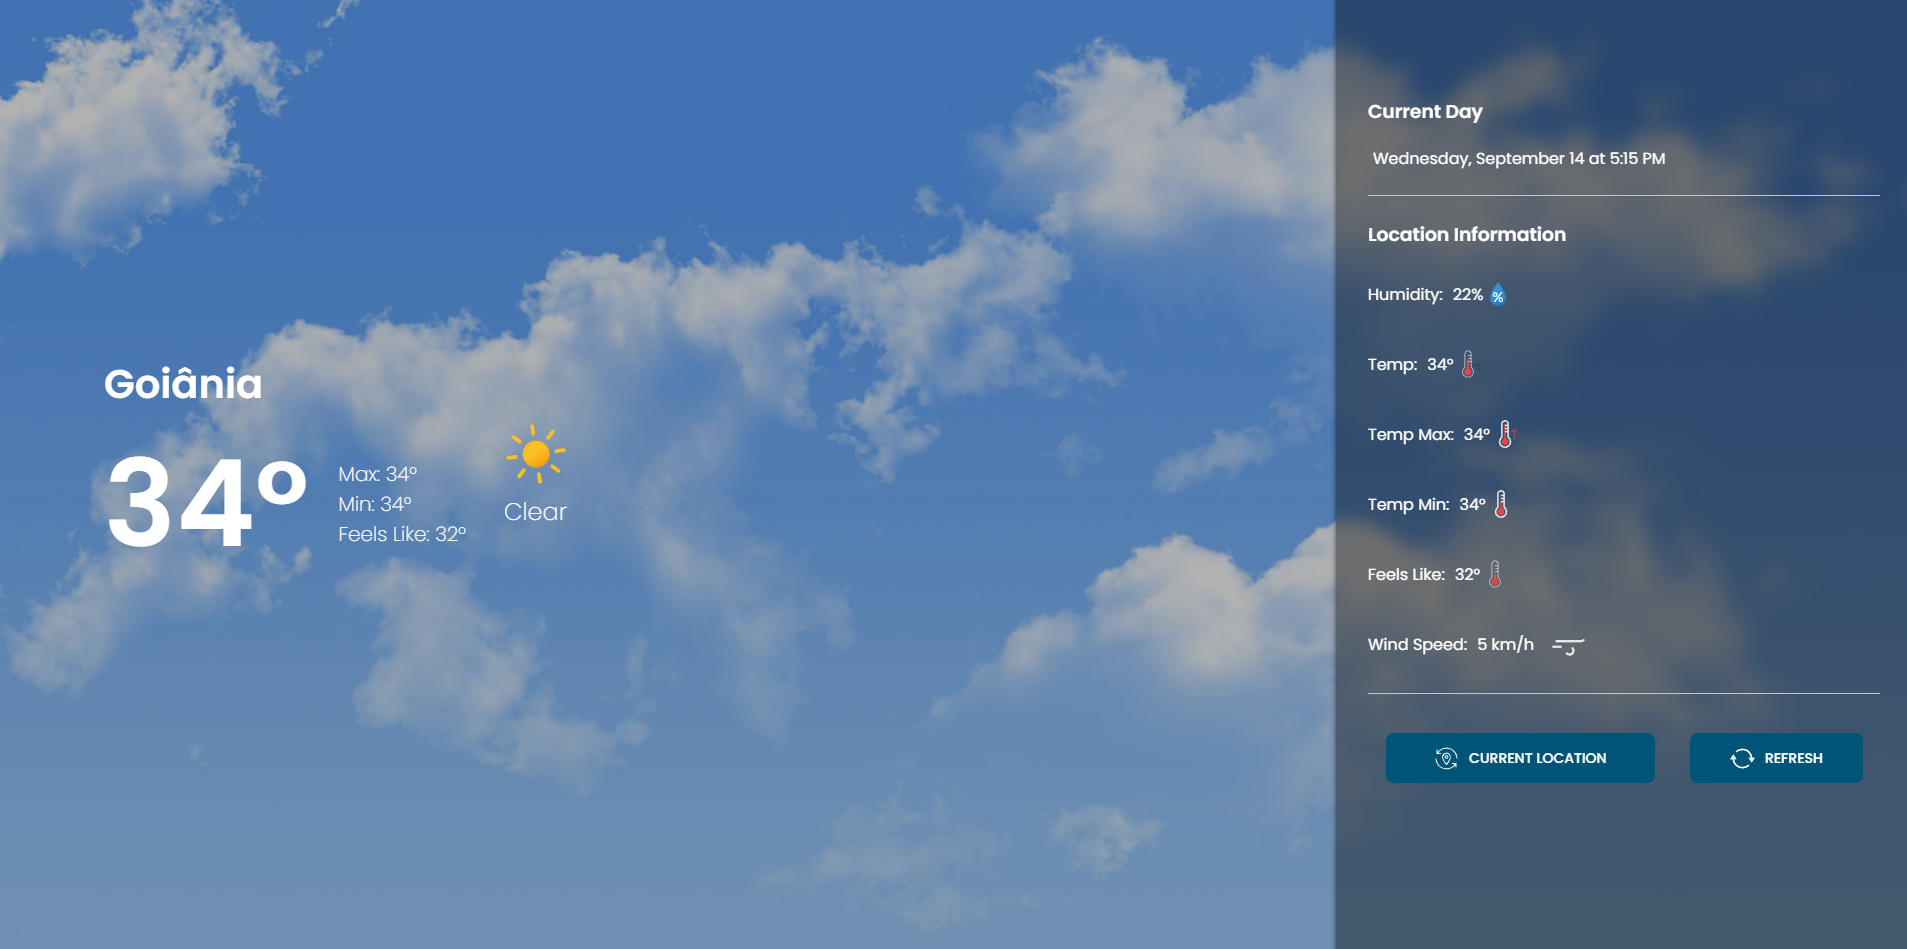 Goiânia
34°
Max: 34°
Min: 34°
Feels Like: 32°
Clear
Current Day
Wednesday, September 14 at 5:15 PM
Location Information
Humidity: 22% %
Temp: 34°
Temp Max: 34°
Temp Min: 34°
Feels Like: 32°
Wind Speed: 5 km/h
CURRENT LOCATION
REFRESH